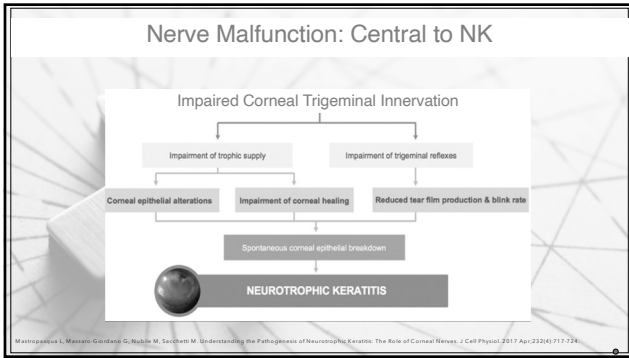 Nerve Malfunction: Central to NK
Impaired Corneal Trigeminal Innervation
Impairment of trophic supply
Impairment of trigeminal reflexes
Corneal epithelial alterations
Impairment of corneal healing
Reduced tear film production & blink rate
Spontaneous corneal epithelial breakdown
NEUROTROPHIC KERATITIS
Mastropasqua L, Massaro-Giordano G, Nubile M, Sacchetti M. Understanding the Pathogenesis of Neurotrophic Keratitis: The Role of Corneal Nerves. J Cell Physiol. 2017 Apr;232(4):717-724.